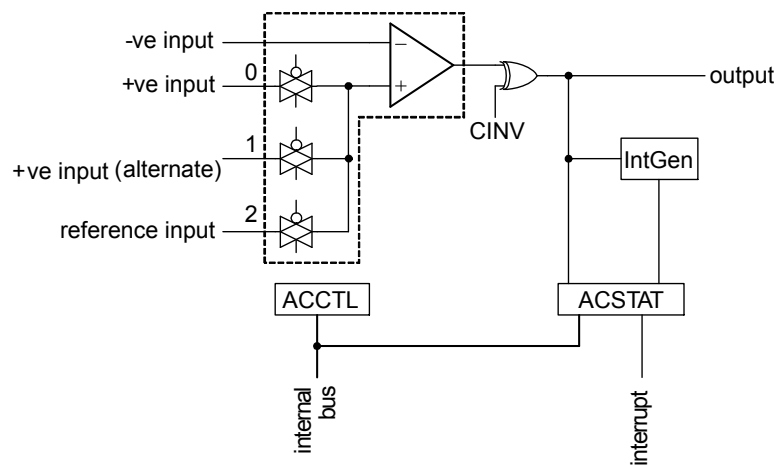 -ve input
−
+ve input
0
+
output
CINV
1
+ve input (alternate)
IntGen
2
reference input
ACCTL
ACSTAT
internal
bus
interrupt